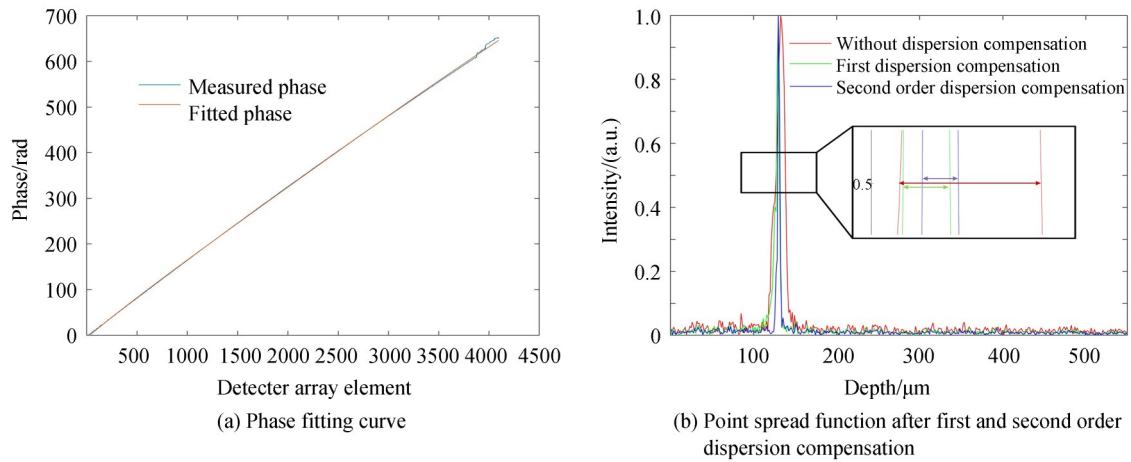 700
600
500
400
300
200
100
0
Phase/rad
Measured phase
Fitted phase
500 1000 1500 2000 2500 3000 3500 4000 4500
Detecter array element
(a) Phase fitting curve
1.0
0.8
0.6
0.4
0.2
0
Intensity/(a.u.)
Without dispersion compensation
First dispersion compensation
Second order dispersion compensation
0.5
100 200 300 400 500
Depth/μm
(b) Point spread function after first and second order
dispersion compensation